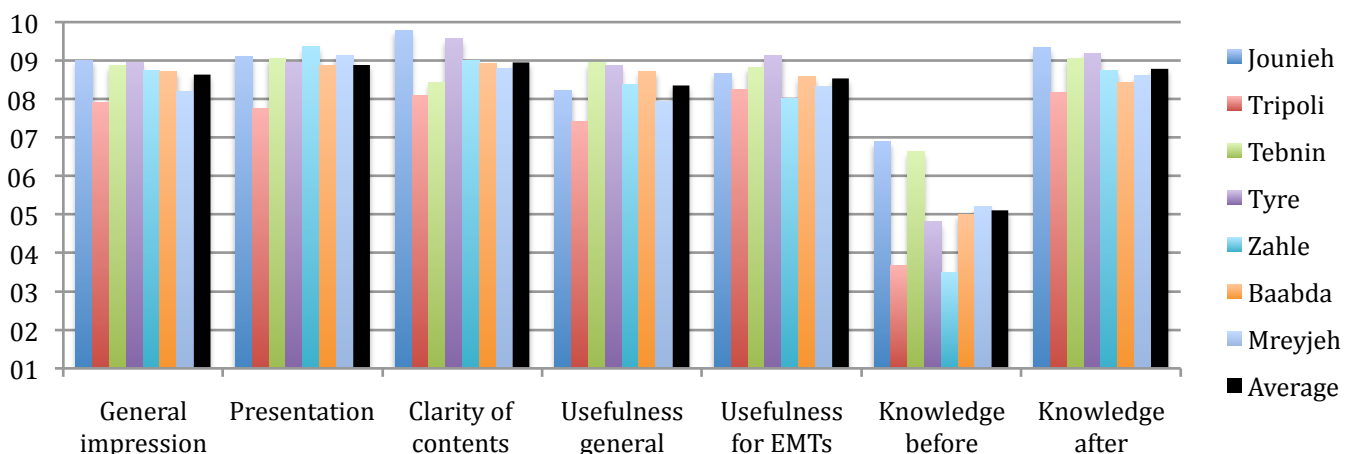 10
09
08
07
06
05
04
03
02
01
General
impression
Presentation
Clarity of
contents
Usefulness
general
Usefulness
for EMTs
Knowledge
before
Knowledge
after
Jounieh
Tripoli
Tebnin
Tyre
Zahle
Baabda
Mreyjeh
Average